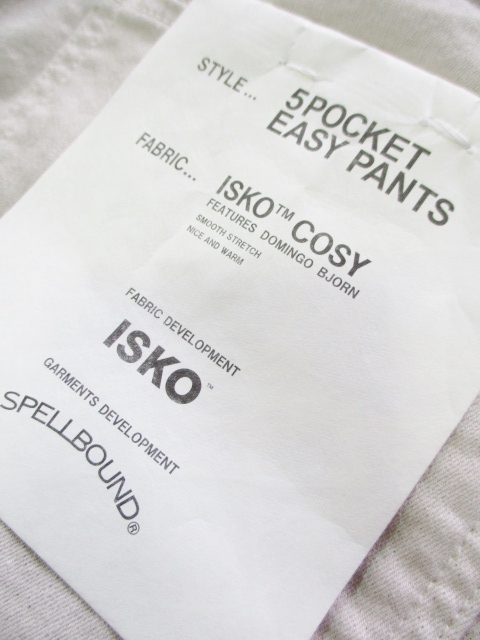 STYLE...
5POCKET
EASY PANTS
FABRIC...
ISKO™ COSY
FEATURES DOMINGO BJORN
SMOOTH STRETCH
NICE AND WARM
FABRIC DEVELOPMENT
ISKO™
GARMENTS DEVELOPMENT
SPELLBOUND®